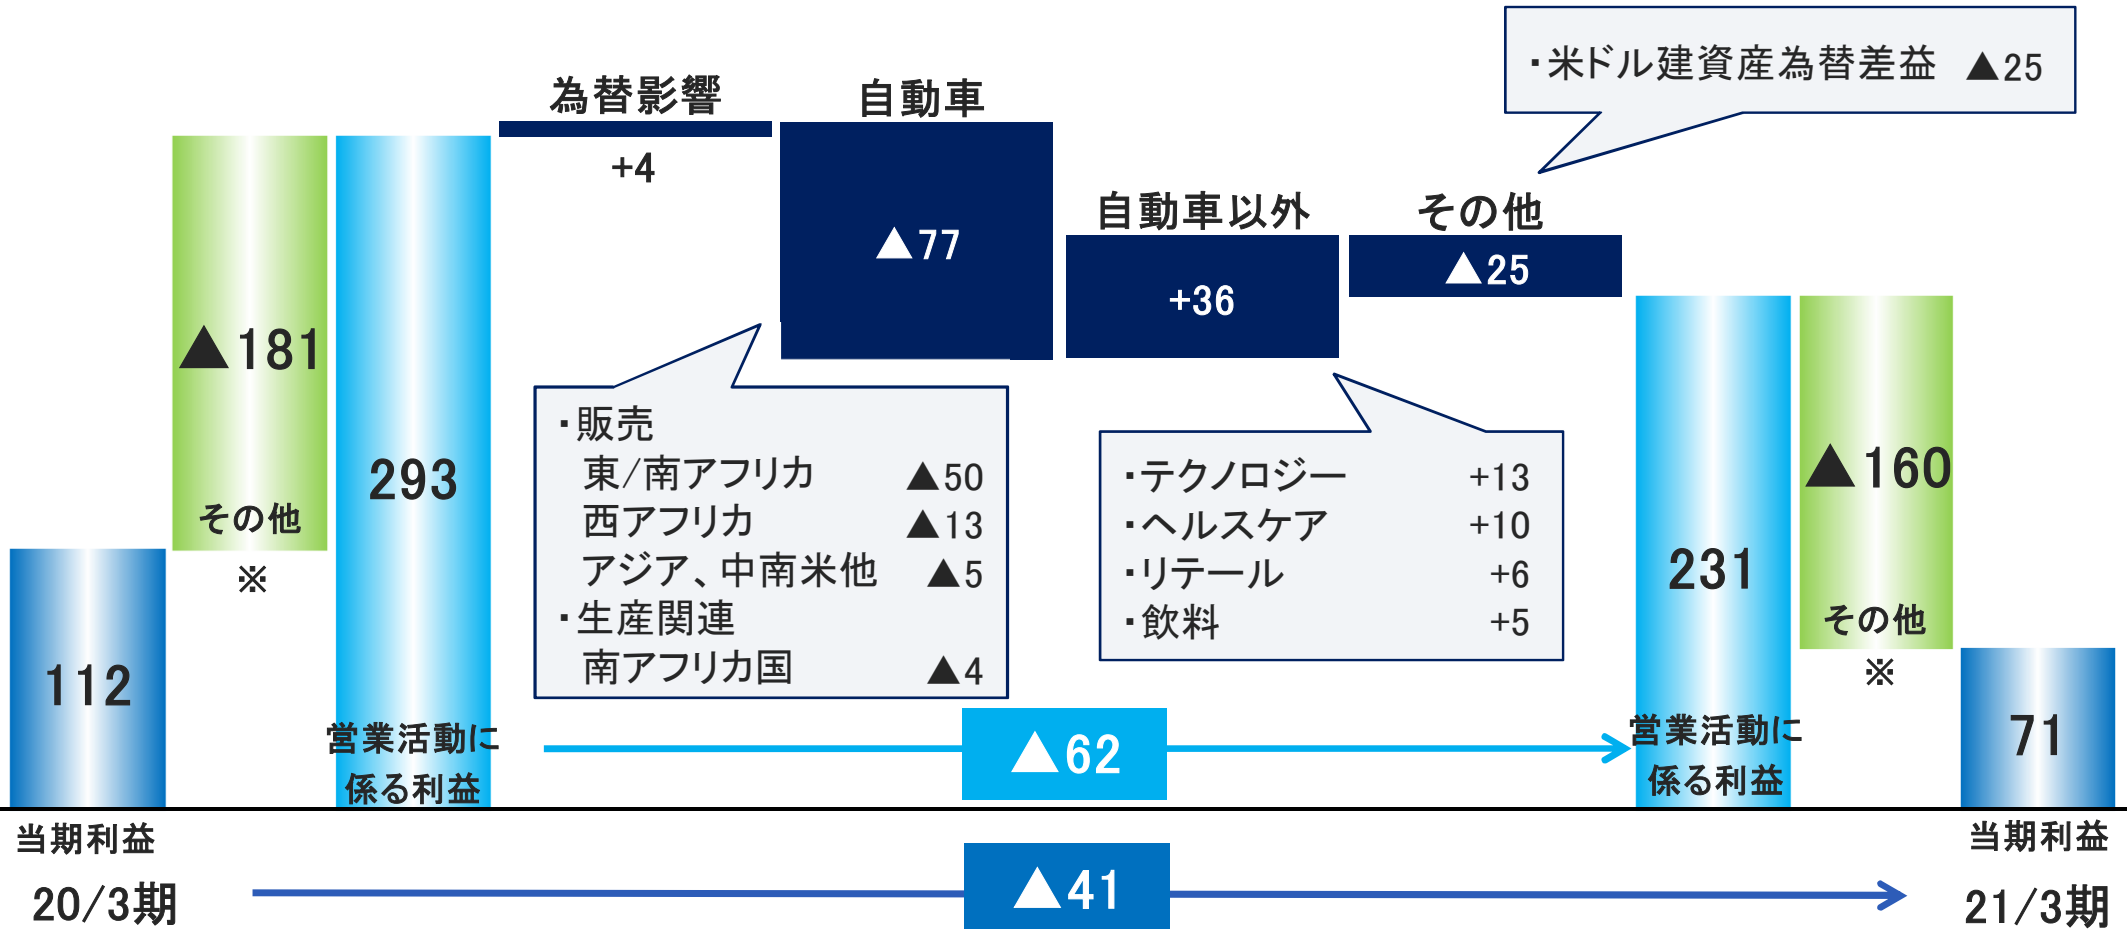 ・米ドル建資産為替差益 ▲25
為替影響
+4
自動車
▲77
自動車以外
+36
その他
▲25
▲181
その他
※
293
営業活動に
係る利益
112
・販売
東/南アフリカ ▲50
西アフリカ ▲13
アジア、中南米他 ▲5
・生産関連
南アフリカ国 ▲4
・テクノロジー +13
・ヘルスケア +10
・リテール +6
・飲料 +5
231
営業活動に
係る利益
▲160
その他
※
71
▲62
当期利益
20/3期
▲41
当期利益
21/3期